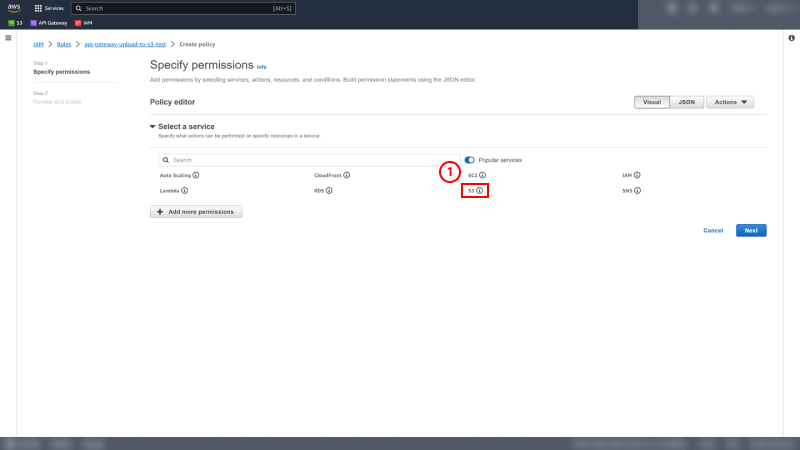 aws
Services
Search
[Alt+S]
S3
API Gateway
IAM
IAM > Roles > api-gateway-upload-to-s3-test > Create policy
Step 1
Specify permissions
Step 2
Review and create
Specify permissions Info
Add permissions by selecting services, actions, resources, and conditions. Build permission statements using the JSON editor.
Policy editor
Visual
JSON
Actions
Select a service
Specify what actions can be performed on specific resources in a service.
Search
Popular services
1
Auto Scaling
CloudFront
EC2
IAM
Lambda
RDS
S3
SNS
+ Add more permissions
Cancel
Next